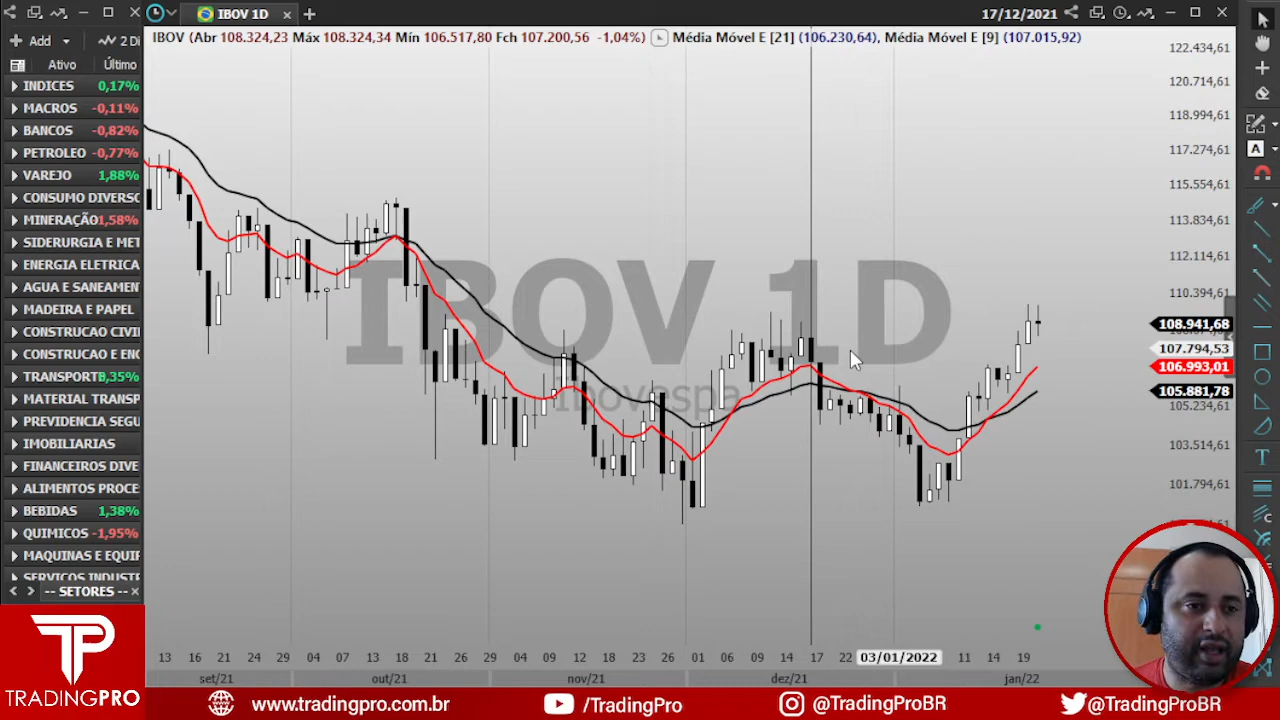 IBOV 1D
17/12/2021
Add
2 Di
IBOV (Abr 108.324,23 Máx 108.324,34 Mín 106.517,80 Fch 107.200,56 -1,04%) Média Móvel E [21] (106.230,64), Média Móvel E [9] (107.015,92)
Ativo Último
INDICES 0,17%
MACROS -0,11%
BANCOS -0,82%
PETROLEO -0,77%
VAREJO 1,88%
CONSUMO DIVERSO
MINERAÇÃO 1,58%
SIDERURGIA E MET
ENERGIA ELETRICA
AGUA E SANEAMEN
MADEIRA E PAPEL
CONSTRUCAO CIVI
CONSTRUCAO E ENG
TRANSPORTE 0,35%
MATERIAL TRANSP
PREVIDENCIA SEGU
IMOBILIARIAS
FINANCEIROS DIVE
ALIMENTOS PROCE
BEBIDAS 1,38%
QUIMICOS -1,95%
MAQUINAS E EQUIP
SERVICOS INDUSTR
-- SETORES --
IBOV 1D
Ibovespa
122.434,61
120.714,61
118.994,61
117.274,61
115.554,61
113.834,61
112.114,61
110.394,61
108.941,68
107.794,53
106.993,01
105.881,78
105.234,61
103.514,61
101.794,61
13 16 21 24 29 04 07 13 18 21 26 29 04 09 12 18 23 26 01 06 09 14 17 22 03/01/2022 11 14 19
set/21 out/21 nov/21 dez/21 jan/22
TP
TRADINGPRO
www.tradingpro.com.br
/TradingPro
@TradingProBR
@TradingProBR